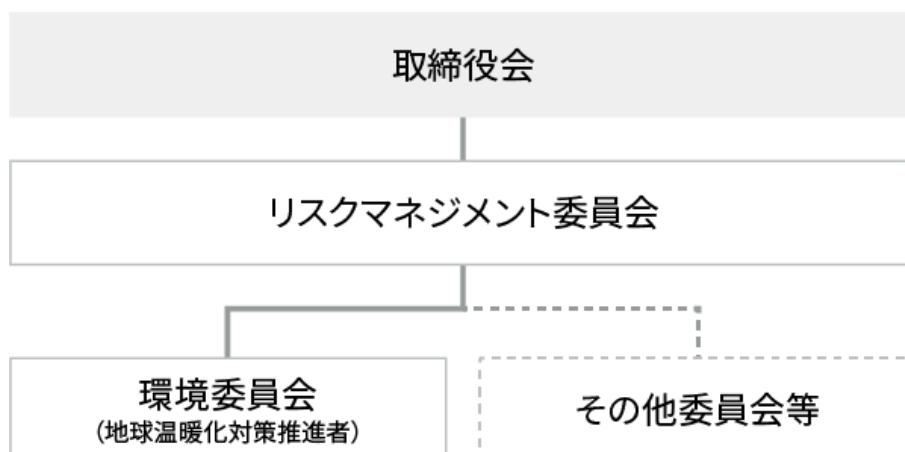 取締役会
リスクマネジメント委員会
環境委員会
(地球温暖化対策推進者)
その他委員会等